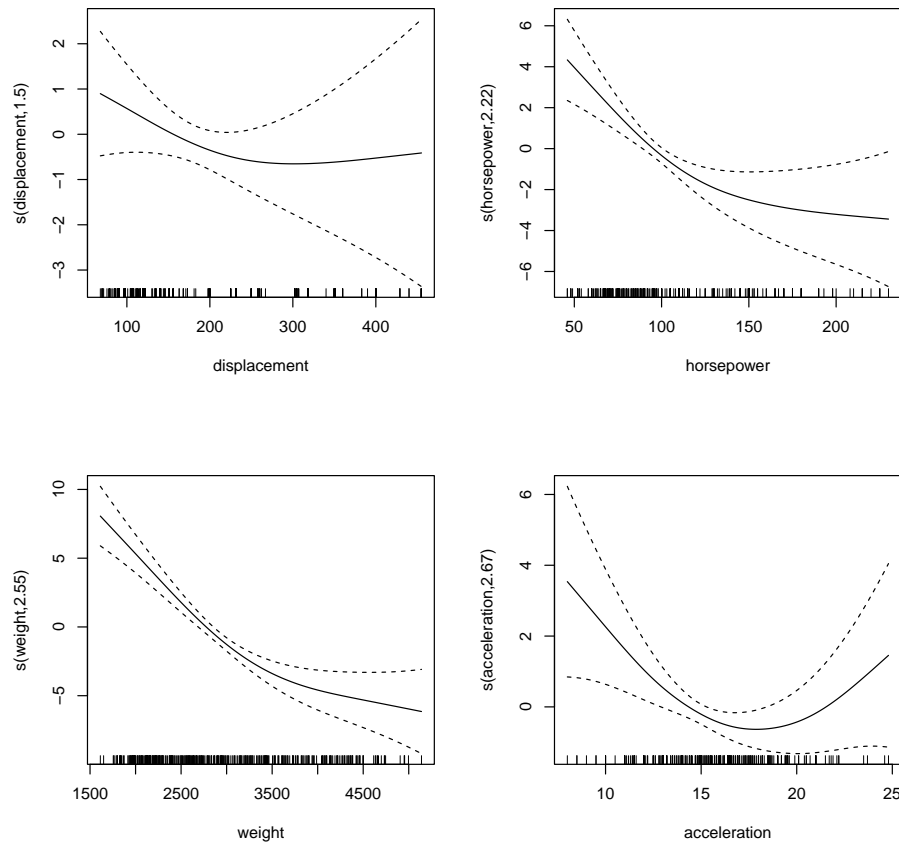 s(displacement,1.5)
2
1
0
−1
−2
−3
100 200 300 400
displacement
s(horsepower,2.22)
6
4
2
0
−2
−4
−6
50 100 150 200
horsepower
s(weight,2.55)
10
5
0
−5
1500 2500 3500 4500
weight
s(acceleration,2.67)
6
4
2
0
10 15 20 25
acceleration